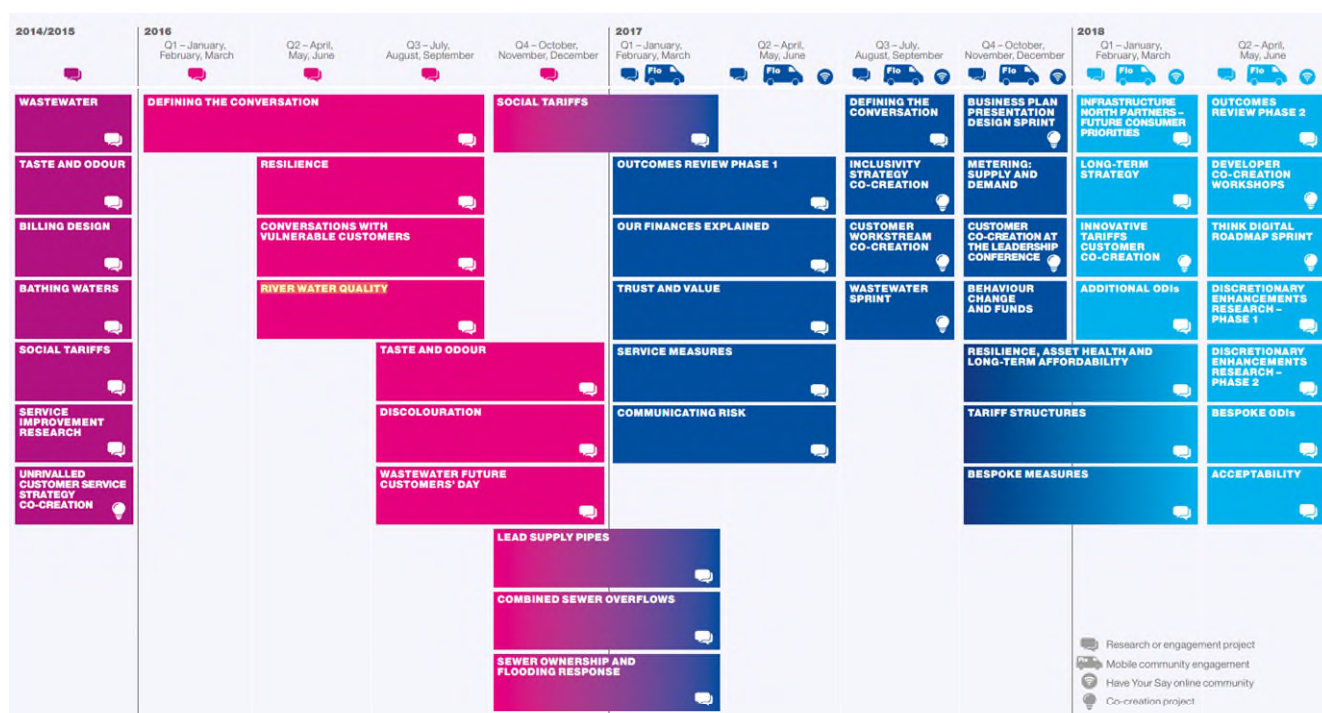 2014/2015
2016
2017
2018
Q1 – January,
February, March
Q2 – April,
May, June
Q3 – July,
August, September
Q4 – October,
November, December
Q1 – January,
February, March
Q2 – April,
May, June
Q3 – July,
August, September
Q4 – October,
November, December
Q1 – January,
February, March
Q2 – April,
May, June
Flo
Flo
Flo
Flo
Flo
Flo
WASTEWATER
DEFINING THE CONVERSATION
SOCIAL TARIFFS
DEFINING THE
CONVERSATION
BUSINESS PLAN
PRESENTATION
DESIGN SPRINT
INFRASTRUCTURE
NORTH PARTNERS –
FUTURE CONSUMER
PRIORITIES
OUTCOMES
REVIEW PHASE 2
TASTE AND ODOUR
RESILIENCE
OUTCOMES REVIEW PHASE 1
INCLUSIVITY
STRATEGY
CO-CREATION
METERING:
SUPPLY AND
DEMAND
LONG-TERM
STRATEGY
DEVELOPER
CO-CREATION
WORKSHOPS
BILLING DESIGN
CONVERSATIONS WITH
VULNERABLE CUSTOMERS
OUR FINANCES EXPLAINED
CUSTOMER
WORKSTREAM
CO-CREATION
CUSTOMER
CO-CREATION AT
THE LEADERSHIP
CONFERENCE
INNOVATIVE
TARIFFS
CUSTOMER
CO-CREATION
THINK DIGITAL
ROADMAP SPRINT
BATHING WATERS
RIVER WATER QUALITY
TRUST AND VALUE
WASTEWATER
SPRINT
BEHAVIOUR
CHANGE
AND FUNDS
ADDITIONAL ODIs
DISCRETIONARY
ENHANCEMENTS
RESEARCH –
PHASE 1
SOCIAL TARIFFS
TASTE AND ODOUR
SERVICE MEASURES
RESILIENCE, ASSET HEALTH AND
LONG-TERM AFFORDABILITY
DISCRETIONARY
ENHANCEMENTS
RESEARCH –
PHASE 2
SERVICE
IMPROVEMENT
RESEARCH
DISCOLOURATION
COMMUNICATING RISK
TARIFF STRUCTURES
BESPOKE ODIs
UNRIVALLED
CUSTOMER SERVICE
STRATEGY
CO-CREATION
WASTEWATER FUTURE
CUSTOMERS' DAY
BESPOKE MEASURES
ACCEPTABILITY
LEAD SUPPLY PIPES
COMBINED SEWER OVERFLOWS
SEWER OWNERSHIP AND
FLOODING RESPONSE
Research or engagement project
Mobile community engagement
Have Your Say online community
Co-creation project